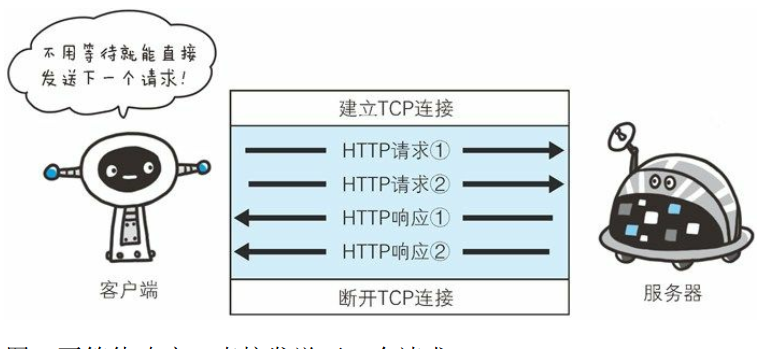 不用等待就能直接
发送下一个请求！
建立TCP连接
HTTP请求①
HTTP请求②
HTTP响应①
HTTP响应②
断开TCP连接
客户端
服务器